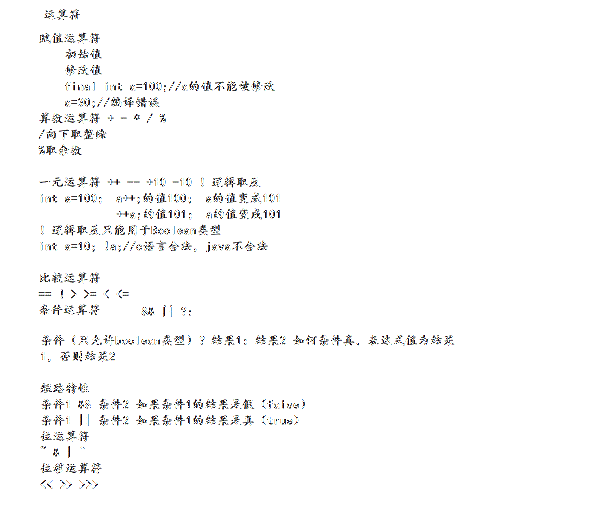 运算符
赋值运算符
初始值
修改值
final int x=100;//x的值不能被修改
x=30;//编译错误
算数运算符 + - * / %
/向下取整除
%取余数
一元运算符 ++ -- +10 -10 ! 逻辑取反
int a=100; a++;的值100; a的值变成101
++a;的值101; a的值变成101
! 逻辑取反只能用于Boolean类型
int a=10; !a;//c语言合法, java不合法
比较运算符
== ! > >= < <=
条件运算符 && || ?:
条件 (只允许boolean类型) ? 结果1: 结果2 如何条件真, 表达式值为结果
1, 否则结果2
短路特性
条件1 && 条件2 如果条件1的结果是假 (false)
条件1 || 条件2 如果条件1的结果是真 (true)
位运算符
~ & | ^
位移运算符
<< >> >>>